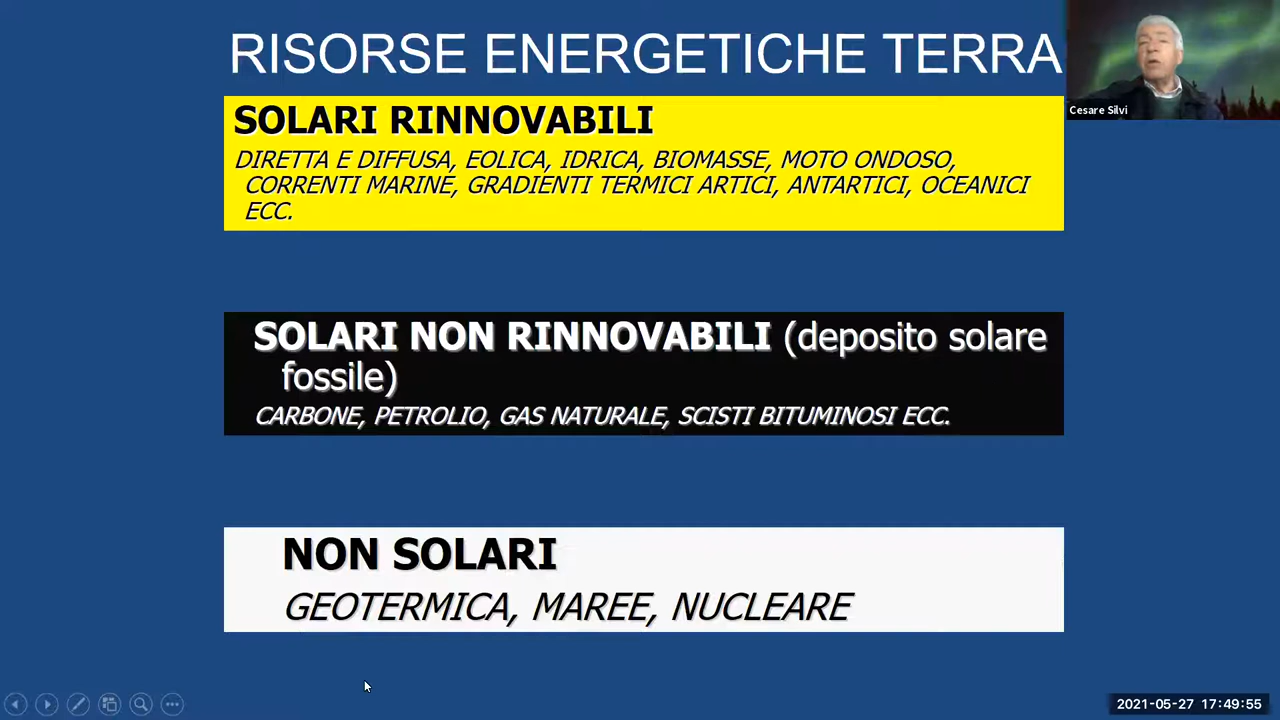 RISORSE ENERGETICHE TERRA
Cesare Silvi
SOLARI RINNOVABILI
DIRETTA E DIFFUSA, EOLICA, IDRICA, BIOMASSE, MOTO ONDOSO,
CORRENTI MARINE, GRADIENTI TERMICI ARTICI, ANTARTICI, OCEANICI
ECC.
SOLARI NON RINNOVABILI (deposito solare
fossile)
CARBONE, PETROLIO, GAS NATURALE, SCISTI BITUMINOSI ECC.
NON SOLARI
GEOTERMICA, MAREE, NUCLEARE
2021-05-27 17:49:55